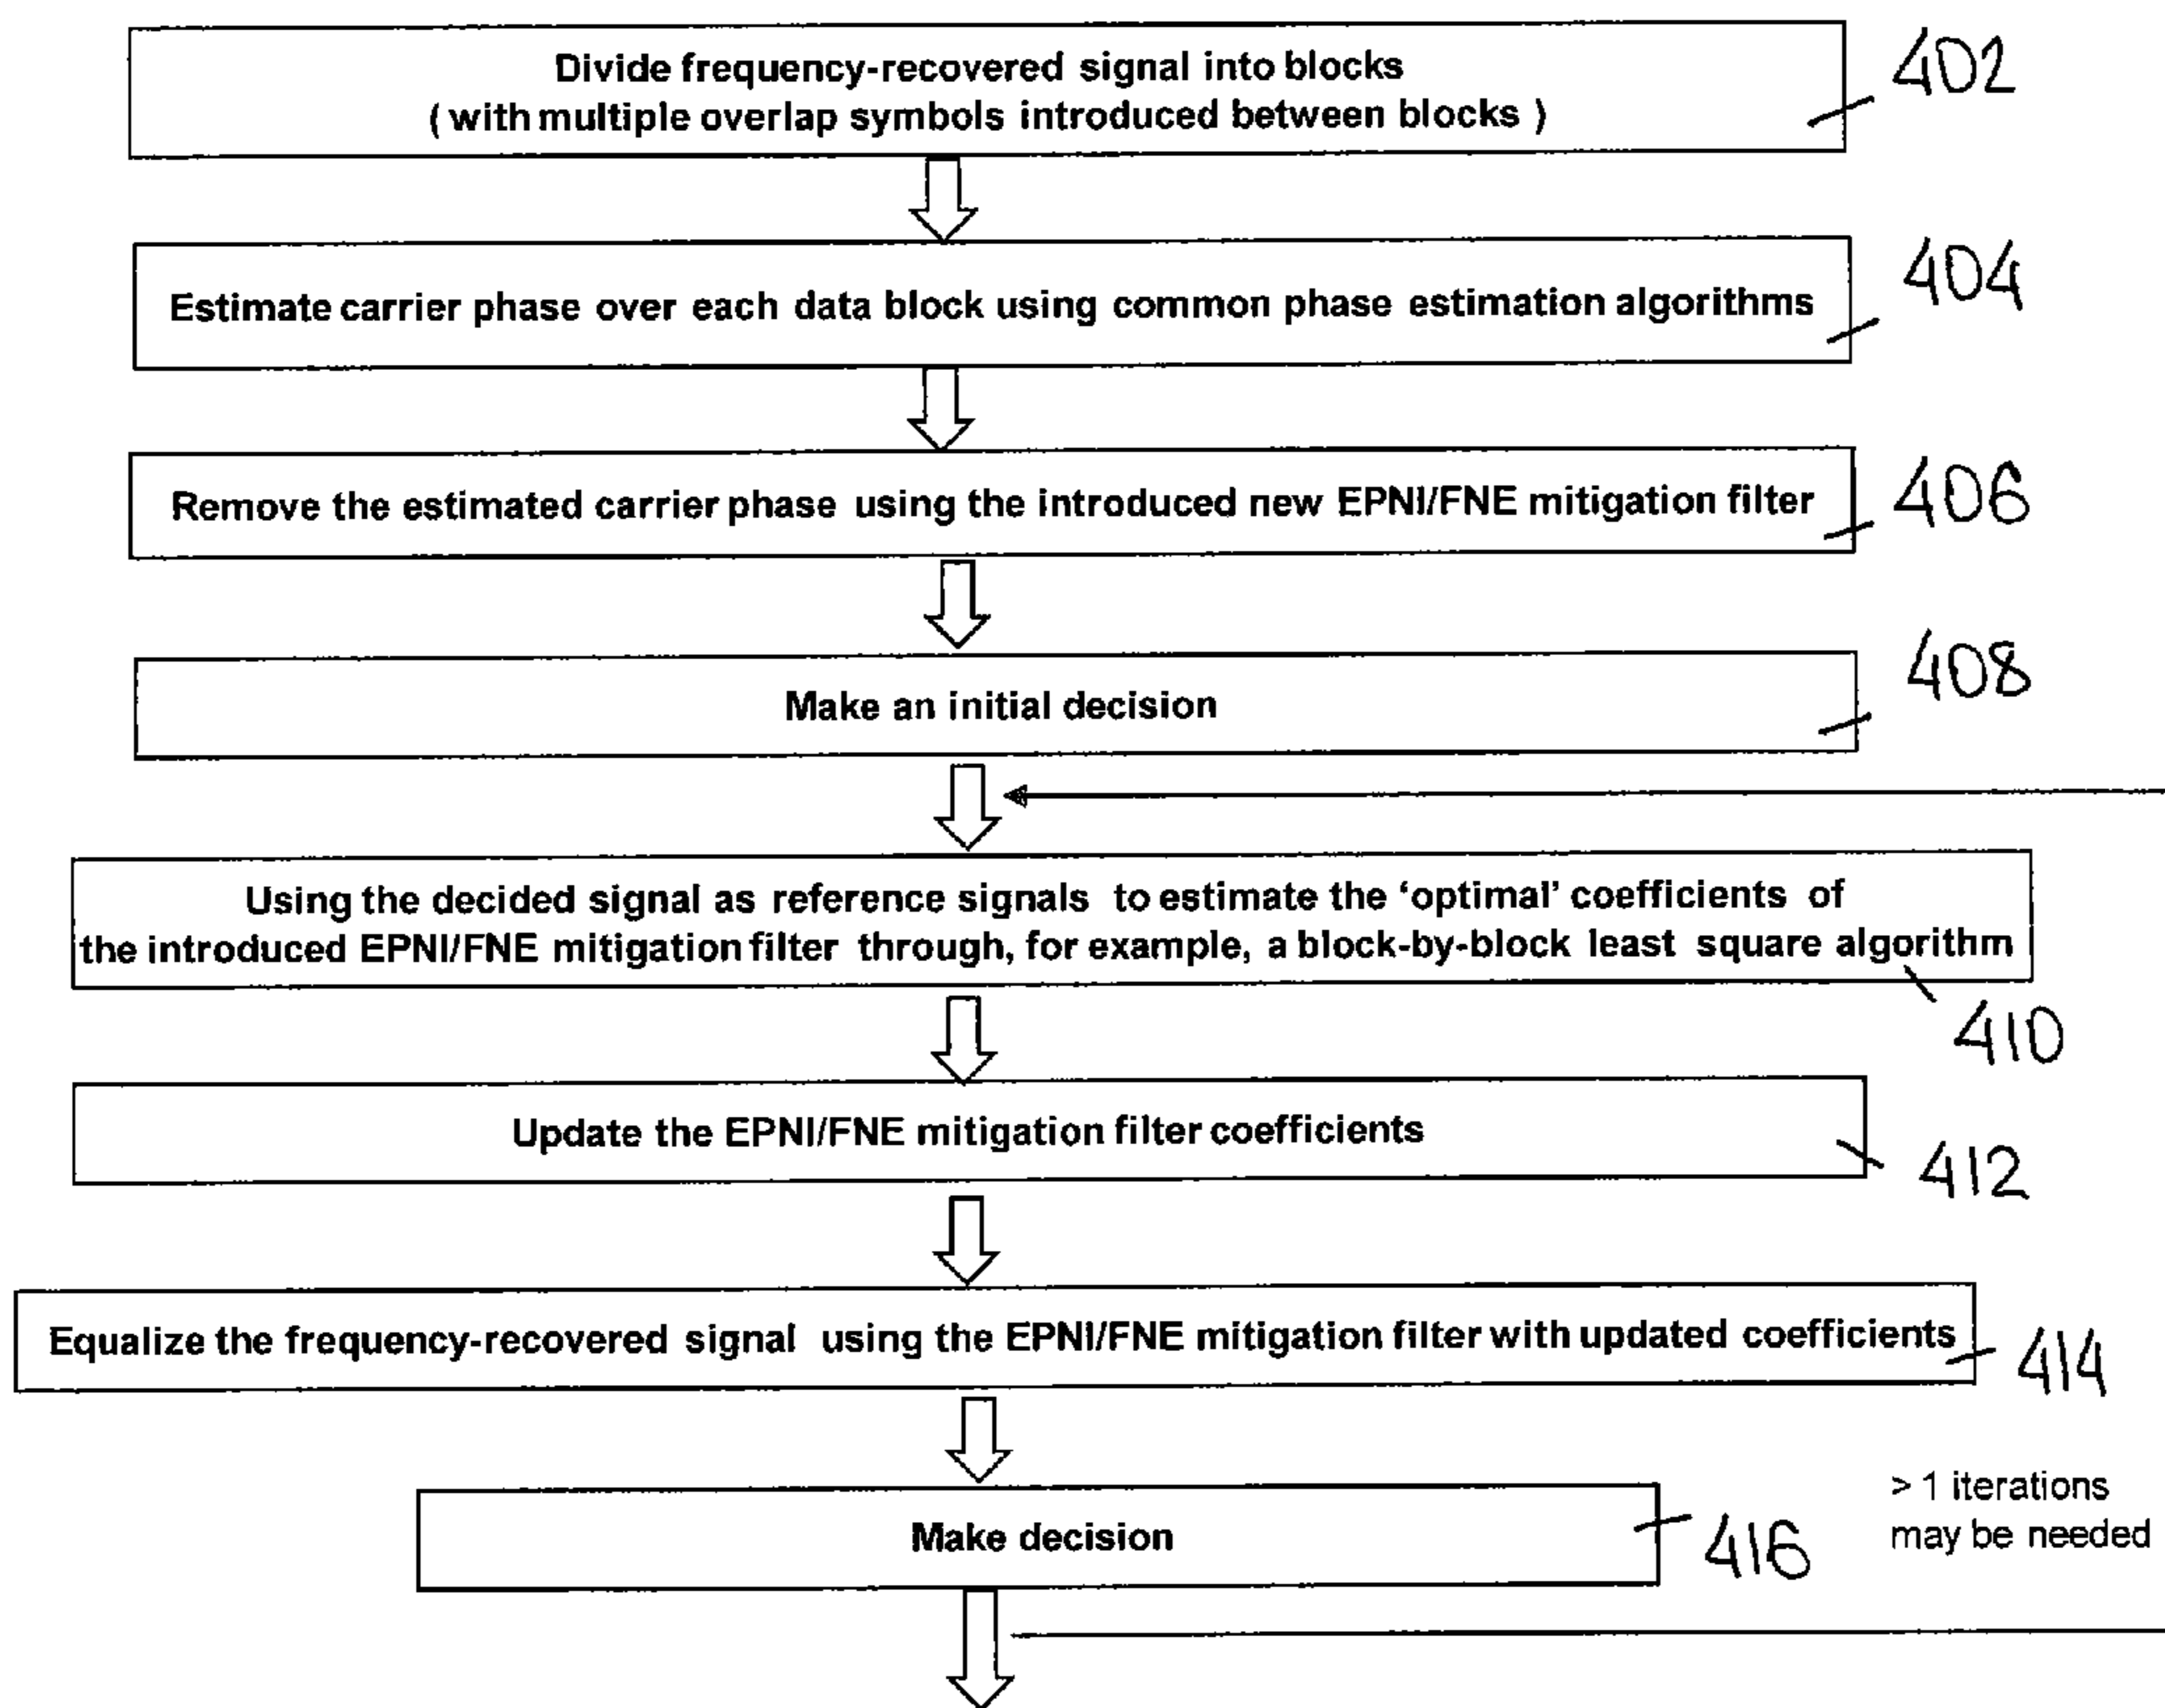 Divide frequency-recovered signal into blocks
( with multiple overlap symbols introduced between blocks )
402
Estimate carrier phase over each data block using common phase estimation algorithms
404
Remove the estimated carrier phase using the introduced new EPNI/FNE mitigation filter
406
Make an initial decision
408
Using the decided signal as reference signals to estimate the ‘optimal’ coefficients of
the introduced EPNI/FNE mitigation filter through, for example, a block-by-block least square algorithm
410
Update the EPNI/FNE mitigation filter coefficients
412
Equalize the frequency-recovered signal using the EPNI/FNE mitigation filter with updated coefficients
414
Make decision
416
> 1 iterations
may be needed